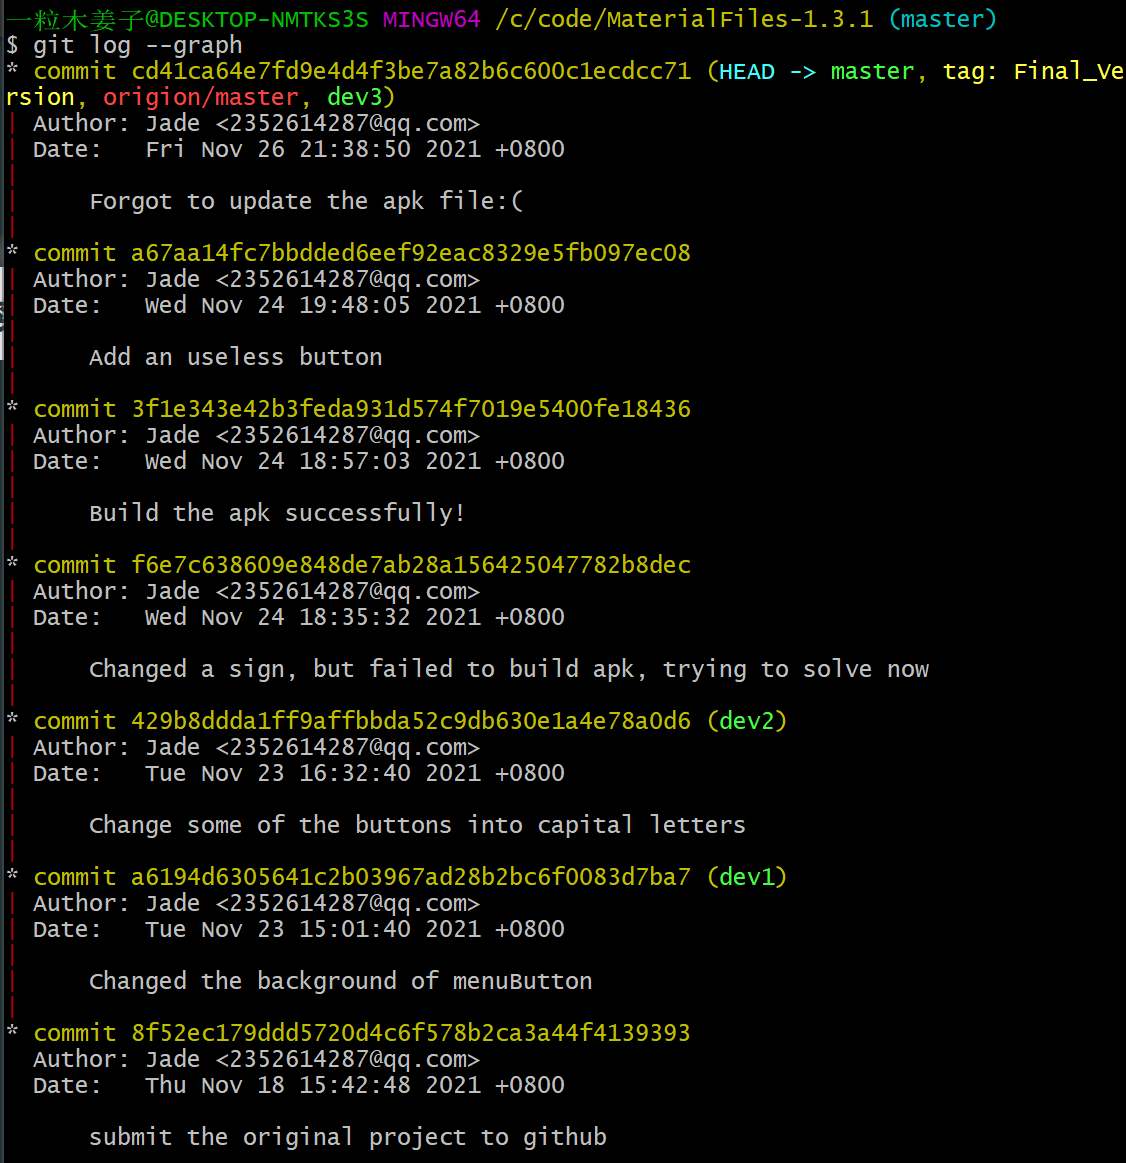 一粒木姜子@DESKTOP-NMTKS3S MINGW64 /c/code/MaterialFiles-1.3.1 (master)
$ git log --graph
* commit cd41ca64e7fd9e4d4f3be7a82b6c600c1ecdcc71 (HEAD -> master, tag: Final_Ve
rsion, origion/master, dev3)
| Author: Jade <2352614287@qq.com>
| Date:   Fri Nov 26 21:38:50 2021 +0800
|
|     Forgot to update the apk file:(
|
* commit a67aa14fc7bbdded6eef92eac8329e5fb097ec08
| Author: Jade <2352614287@qq.com>
| Date:   Wed Nov 24 19:48:05 2021 +0800
|
|     Add an useless button
|
* commit 3f1e343e42b3feda931d574f7019e5400fe18436
| Author: Jade <2352614287@qq.com>
| Date:   Wed Nov 24 18:57:03 2021 +0800
|
|     Build the apk successfully!
|
* commit f6e7c638609e848de7ab28a156425047782b8dec
| Author: Jade <2352614287@qq.com>
| Date:   Wed Nov 24 18:35:32 2021 +0800
|
|     Changed a sign, but failed to build apk, trying to solve now
|
* commit 429b8ddda1ff9affbbda52c9db630e1a4e78a0d6 (dev2)
| Author: Jade <2352614287@qq.com>
| Date:   Tue Nov 23 16:32:40 2021 +0800
|
|     Change some of the buttons into capital letters
|
* commit a6194d6305641c2b03967ad28b2bc6f0083d7ba7 (dev1)
| Author: Jade <2352614287@qq.com>
| Date:   Tue Nov 23 15:01:40 2021 +0800
|
|     Changed the background of menuButton
|
* commit 8f52ec179ddd5720d4c6f578b2ca3a44f4139393
  Author: Jade <2352614287@qq.com>
  Date:   Thu Nov 18 15:42:48 2021 +0800

      submit the original project to github